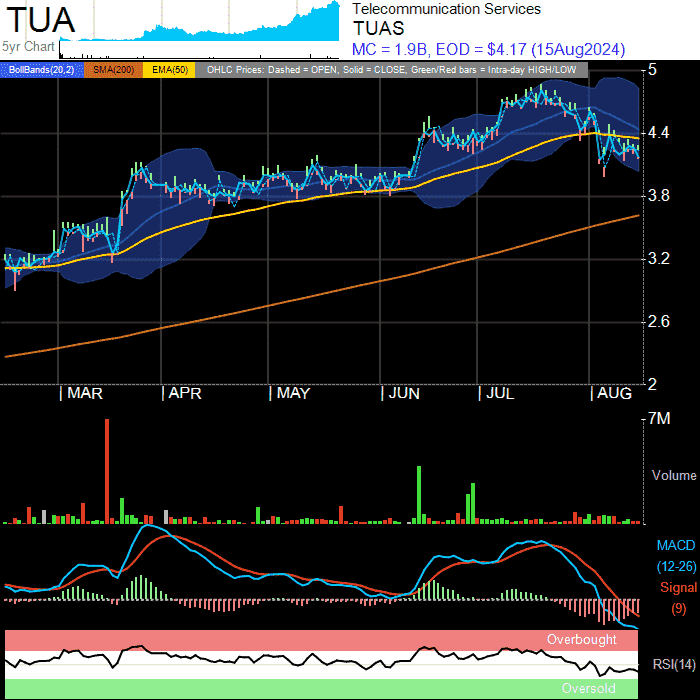 TUA
5yr Chart
Telecommunication Services
TUAS
MC = 1.9B, EOD = $4.17 (15Aug2024)
BollBands(20,2) SMA(200) EMA(50) OHLC Prices: Dashed = OPEN, Solid = CLOSE, Green/Red bars = Intra-day HIGH/LOW
5
4.4
3.8
3.2
2.6
2
MAR APR MAY JUN JUL AUG
7M
Volume
MACD
(12-26)
Signal
(9)
Overbought
RSI(14)
Oversold